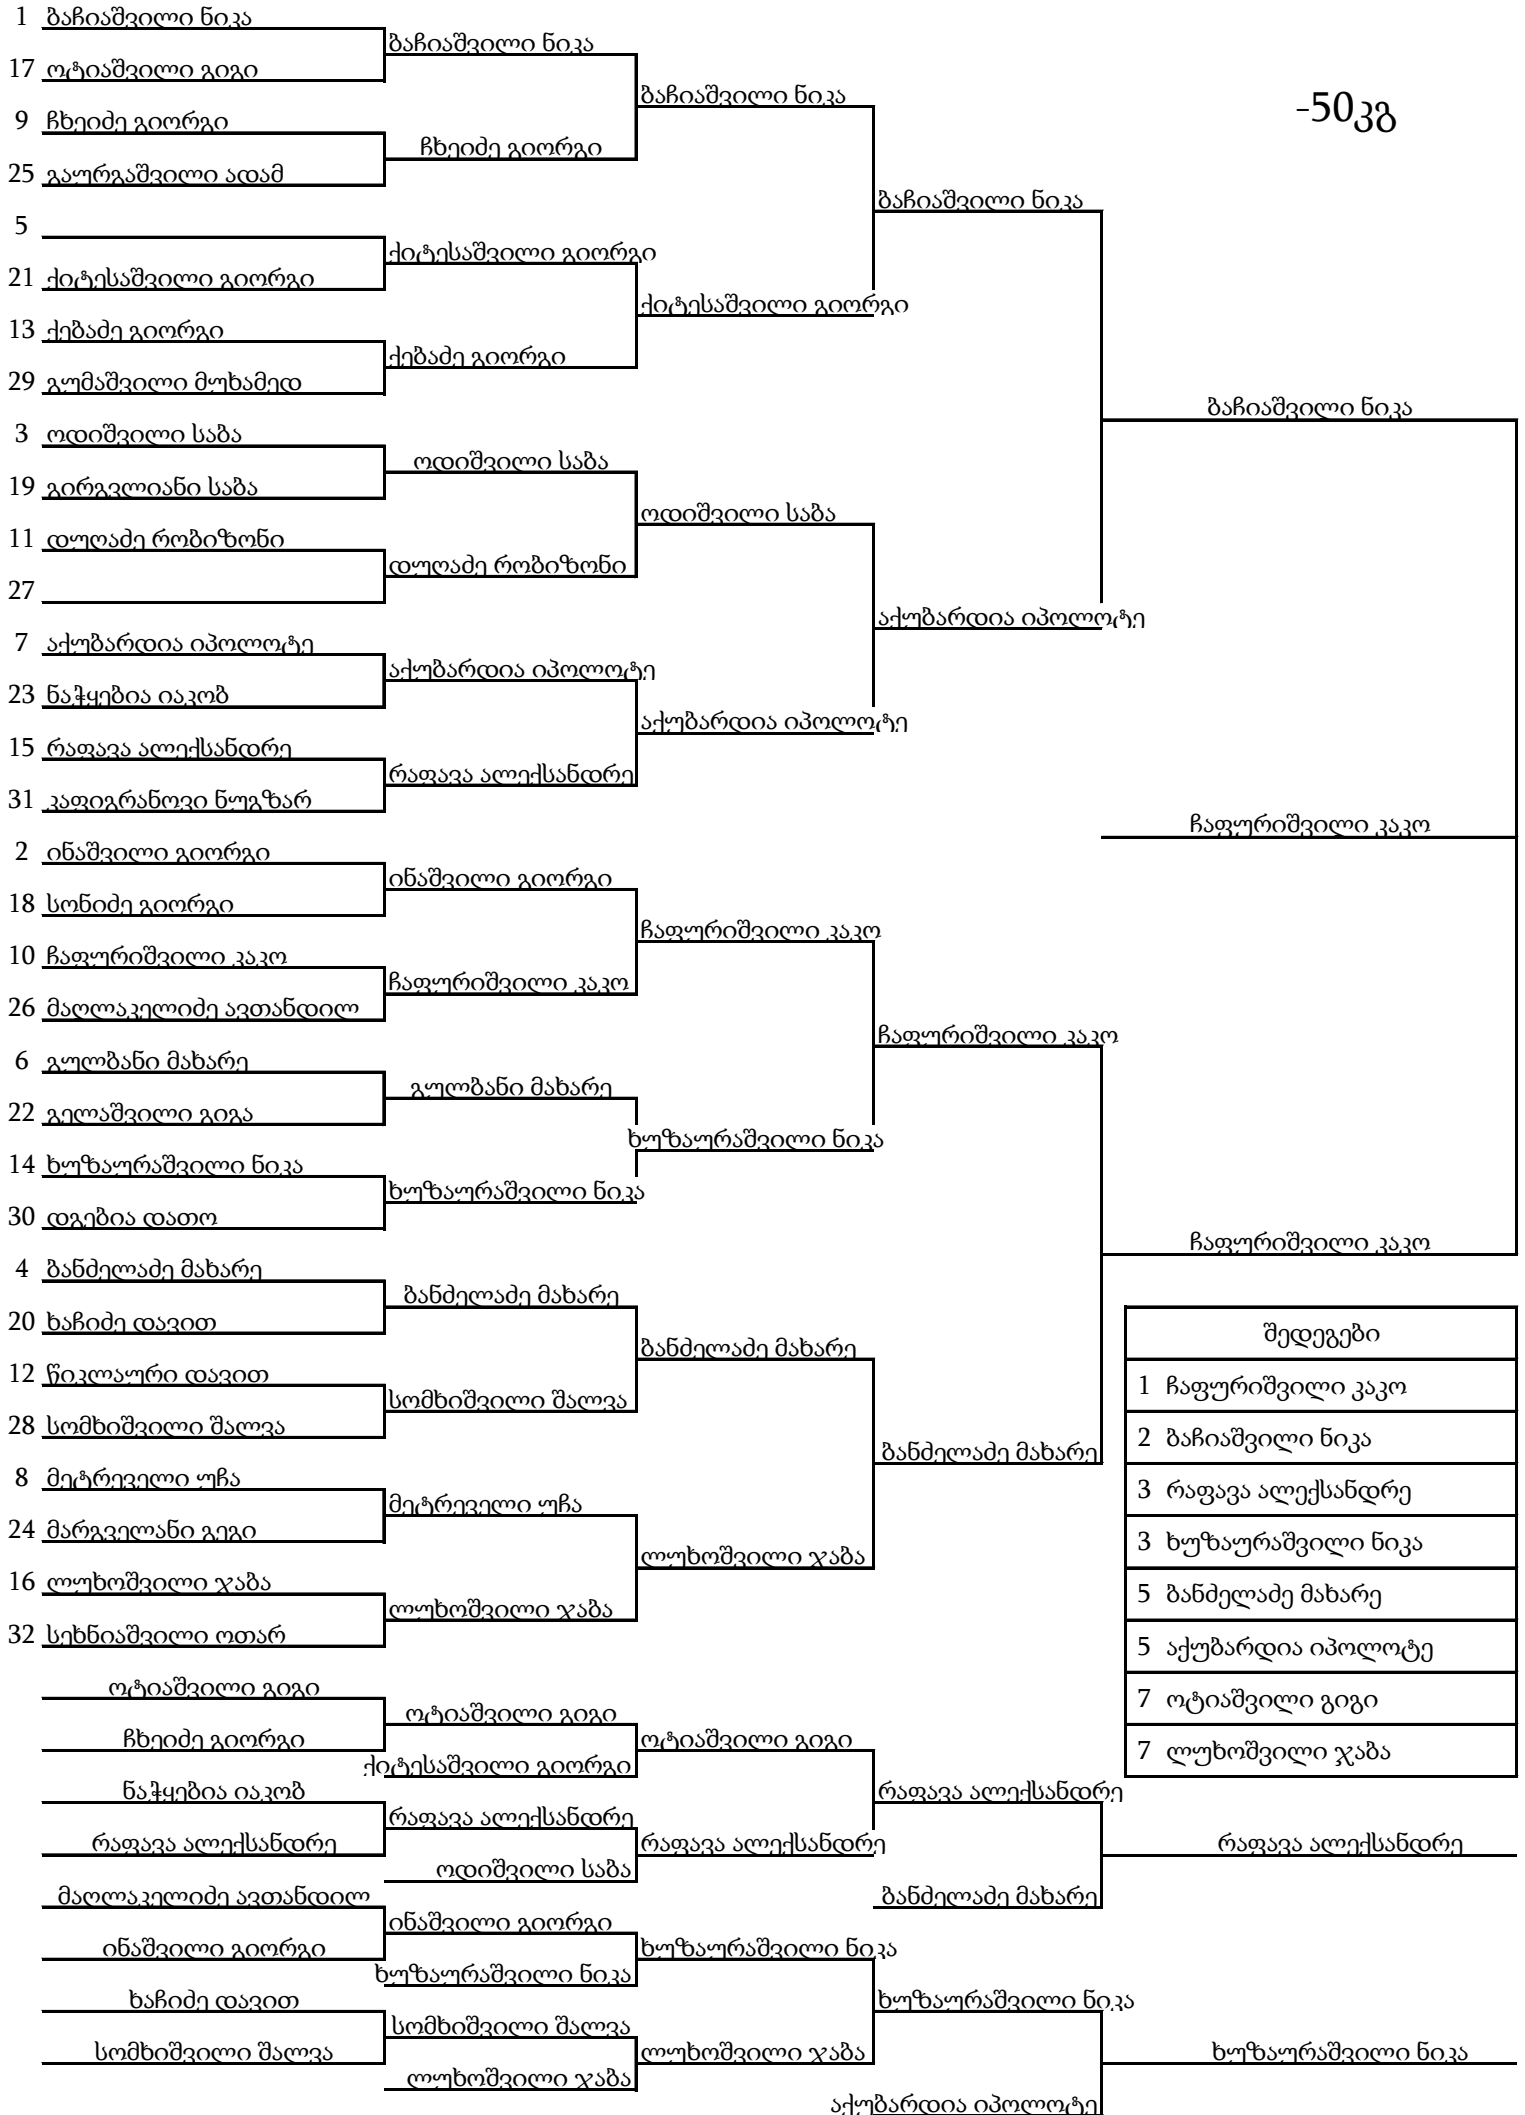 1 ბაჩიაშვილი ნიკა
ბაჩიაშვილი ნიკა
17 ოტიაშვილი გიგი
ბაჩიაშვილი ნიკა
-50კგ
9 ჩხეიძე გიორგი
ჩხეიძე გიორგი
25 გაურგაშვილი ადამ
ბაჩიაშვილი ნიკა
5
ქიტესაშვილი გიორგი
21 ქიტესაშვილი გიორგი
ქიტესაშვილი გიორგი
13 ქებაძე გიორგი
ქებაძე გიორგი
29 გუმაშვილი მუხამედ
ბაჩიაშვილი ნიკა
3 ოდიშვილი საბა
ოდიშვილი საბა
19 გირგვლიანი საბა
ოდიშვილი საბა
11 დუღაძე რობიზონი
დუღაძე რობიზონი
27
აქუბარდია იპოლოტე
7 აქუბარდია იპოლოტე
აქუბარდია იპოლოტე
23 ნაჭყებია იაკობ
აქუბარდია იპოლოტე
15 რაფავა ალექსანდრე
რაფავა ალექსანდრე
31 კაფიგრანოვი ნუგზარ
ჩაფურიშვილი კაკო
2 ინაშვილი გიორგი
ინაშვილი გიორგი
18 სონიძე გიორგი
ჩაფურიშვილი კაკო
10 ჩაფურიშვილი კაკო
ჩაფურიშვილი კაკო
26 მაღლაკელიძე ავთანდილ
ჩაფურიშვილი კაკო
6 გულბანი მახარე
გულბანი მახარე
22 გელაშვილი გიგა
ხუზაურაშვილი ნიკა
14 ხუზაურაშვილი ნიკა
ხუზაურაშვილი ნიკა
30 დგებია დათო
ჩაფურიშვილი კაკო
4 ბანძელაძე მახარე
ბანძელაძე მახარე
20 ხაჩიძე დავით
შედეგები
ბანძელაძე მახარე
12 წიკლაური დავით
1 ჩაფურიშვილი კაკო
სომხიშვილი შალვა
28 სომხიშვილი შალვა
2 ბაჩიაშვილი ნიკა
ბანძელაძე მახარე
8 მეტრეველი უჩა
3 რაფავა ალექსანდრე
მეტრეველი უჩა
24 მარგველანი გეგი
3 ხუზაურაშვილი ნიკა
ლუხოშვილი ჯაბა
16 ლუხოშვილი ჯაბა
5 ბანძელაძე მახარე
ლუხოშვილი ჯაბა
32 სეხნიაშვილი ოთარ
5 აქუბარდია იპოლოტე
ოტიაშვილი გიგი
7 ოტიაშვილი გიგი
ოტიაშვილი გიგი
ჩხეიძე გიორგი
ოტიაშვილი გიგი
7 ლუხოშვილი ჯაბა
ქიტესაშვილი გიორგი
ნაჭყებია იაკობ
რაფავა ალექსანდრე
რაფავა ალექსანდრე
რაფავა ალექსანდრე
რაფავა ალექსანდრე
რაფავა ალექსანდრე
ოდიშვილი საბა
მაღლაკელიძე ავთანდილ
ბანძელაძე მახარე
ინაშვილი გიორგი
ინაშვილი გიორგი
ხუზაურაშვილი ნიკა
ხუზაურაშვილი ნიკა
ხაჩიძე დავით
ხუზაურაშვილი ნიკა
სომხიშვილი შალვა
სომხიშვილი შალვა
ლუხოშვილი ჯაბა
ხუზაურაშვილი ნიკა
ლუხოშვილი ჯაბა
აქუბარდია იპოლოტე